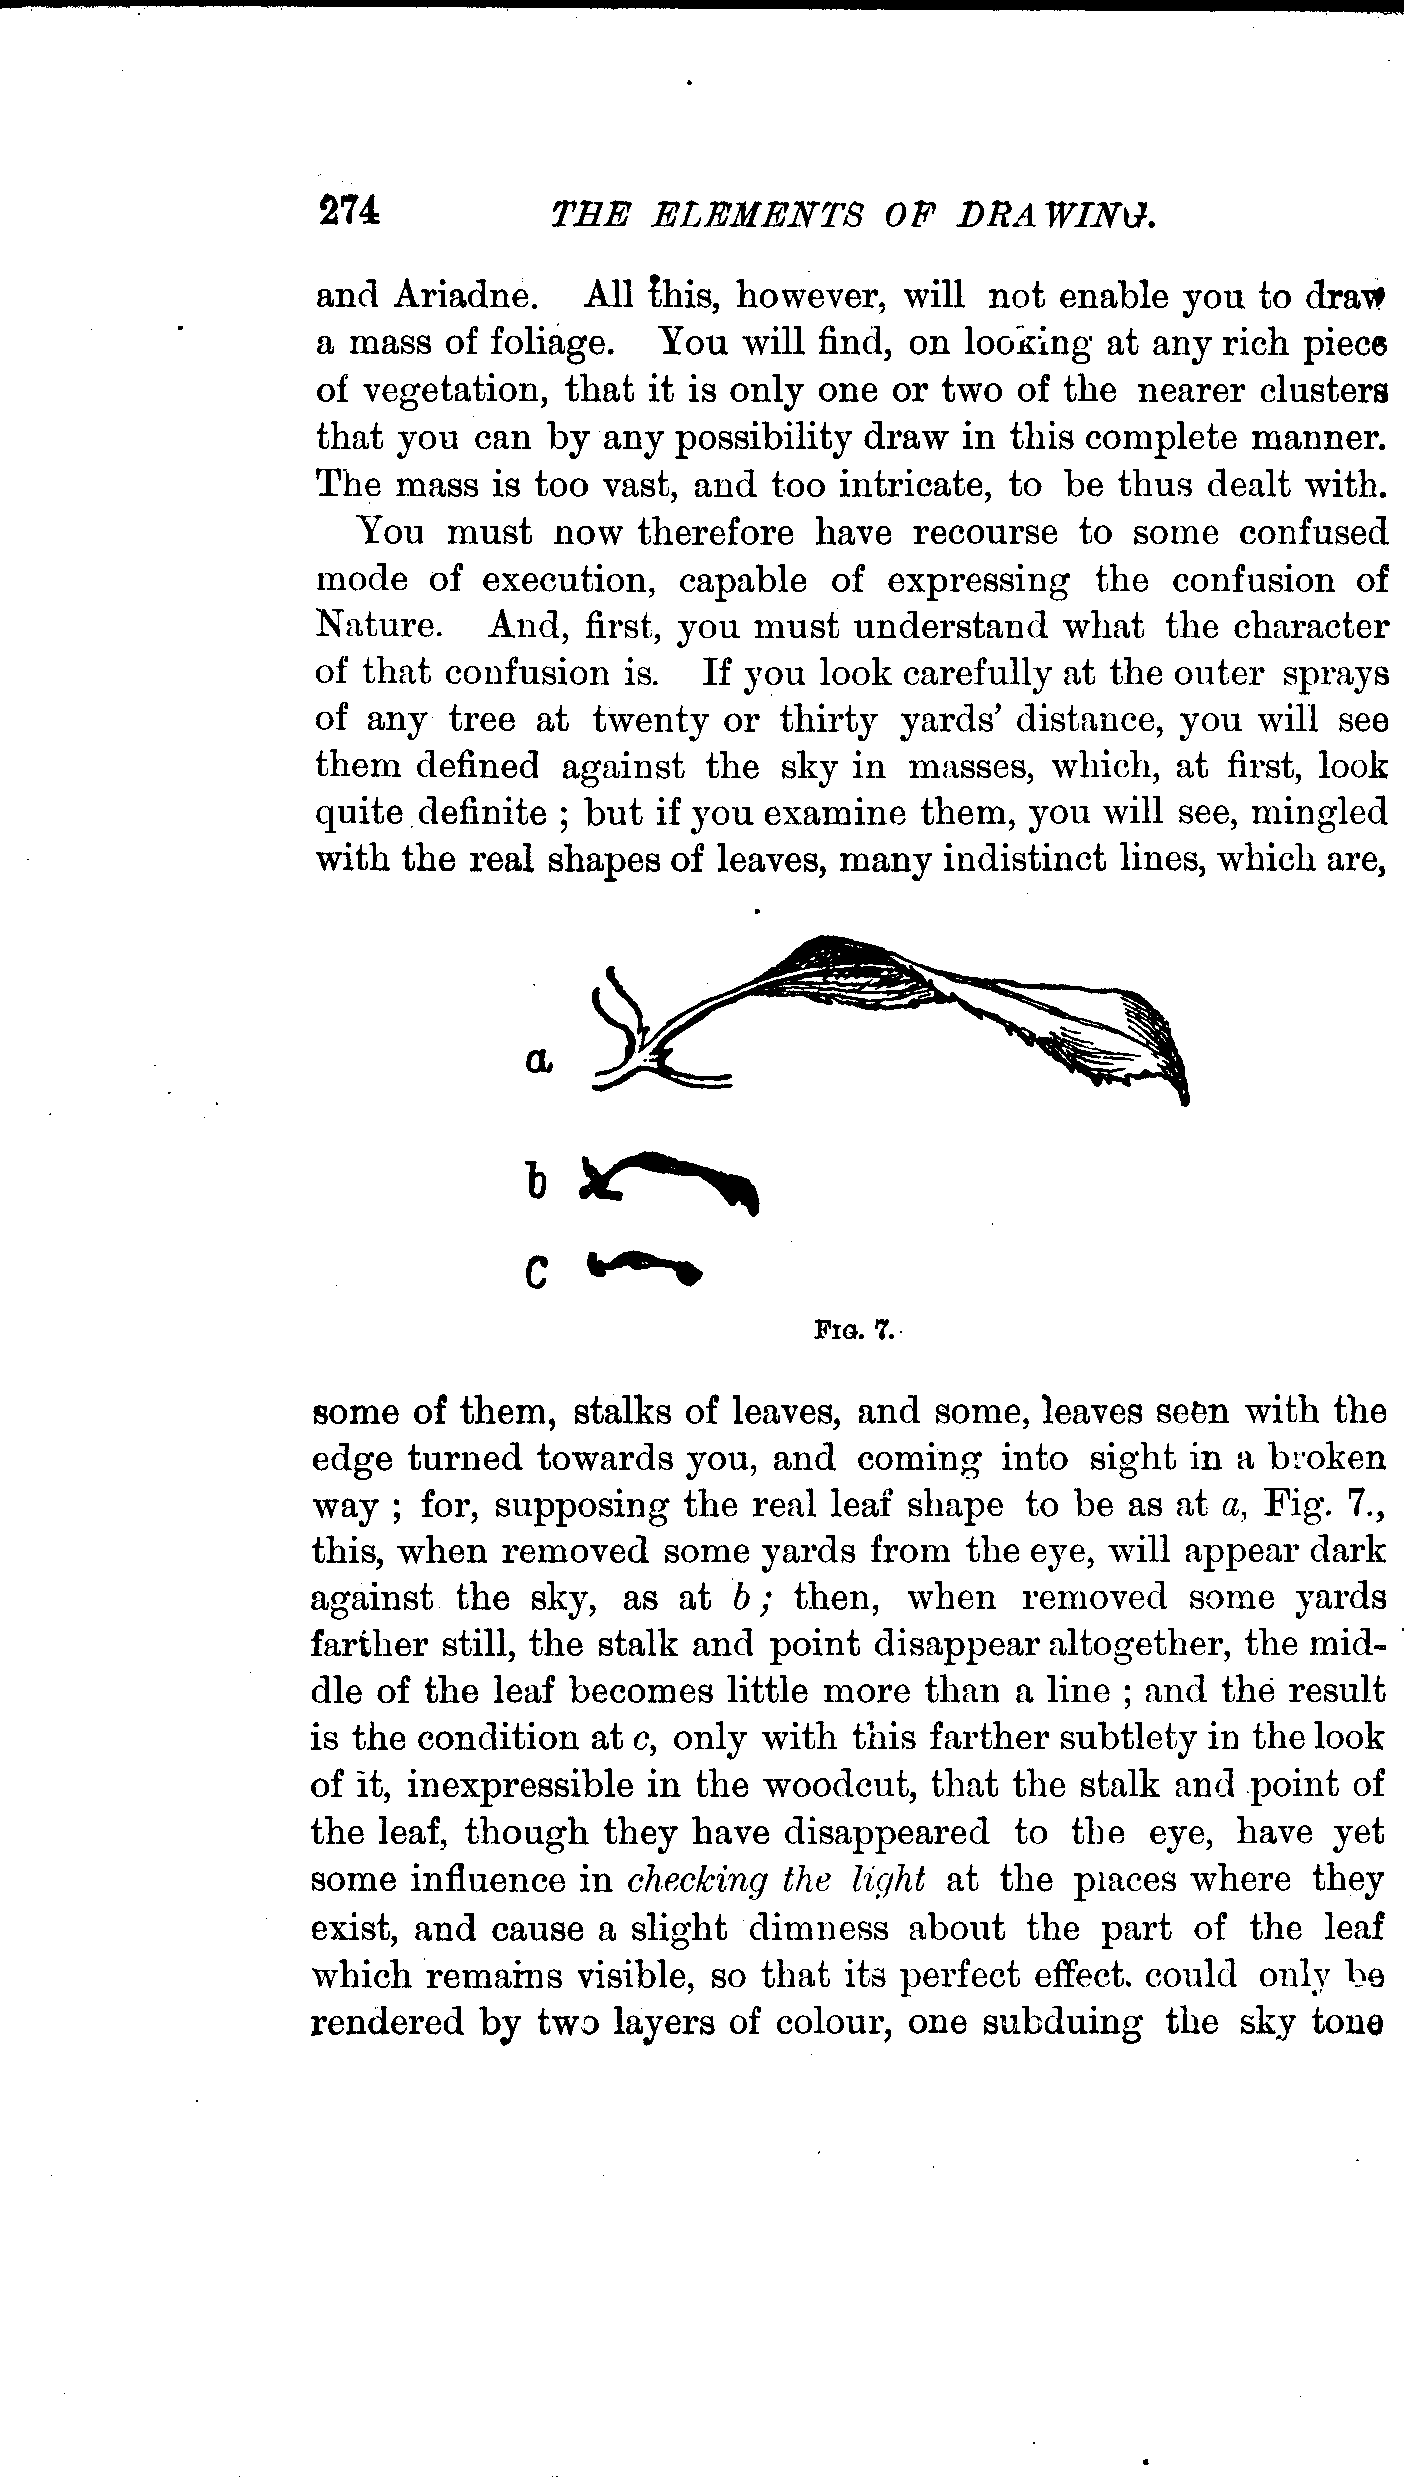 274 THE ELEMENTS OF DRAWING.
and Ariadne. All this, however, will not enable you to draw
a mass of foliage. You will find, on looking at any rich piece
of vegetation, that it is only one or two of the nearer clusters
that you can by any possibility draw in this complete manner.
The mass is too vast, and too intricate, to be thus dealt with.
You must now therefore have recourse to some confused
mode of execution, capable of expressing the confusion of
Nature. And, first, you must understand what the character
of that confusion is. If you look carefully at the outer sprays
of any tree at twenty or thirty yards' distance, you will see
them defined against the sky in masses, which, at first, look
quite definite ; but if you examine them, you will see, mingled
with the real shapes of leaves, many indistinct lines, which are,
a
b
c
FIG. 7.
some of them, stalks of leaves, and some, leaves seen with the
edge turned towards you, and coming into sight in a broken
way ; for, supposing the real leaf shape to be as at a, Fig. 7.,
this, when removed some yards from the eye, will appear dark
against the sky, as at b ; then, when removed some yards
farther still, the stalk and point disappear altogether, the mid-
dle of the leaf becomes little more than a line ; and the result
is the condition at c, only with this farther subtlety in the look
of it, inexpressible in the woodcut, that the stalk and point of
the leaf, though they have disappeared to the eye, have yet
some influence in checking the light at the places where they
exist, and cause a slight dimness about the part of the leaf
which remains visible, so that its perfect effect could only be
rendered by two layers of colour, one subduing the sky tone